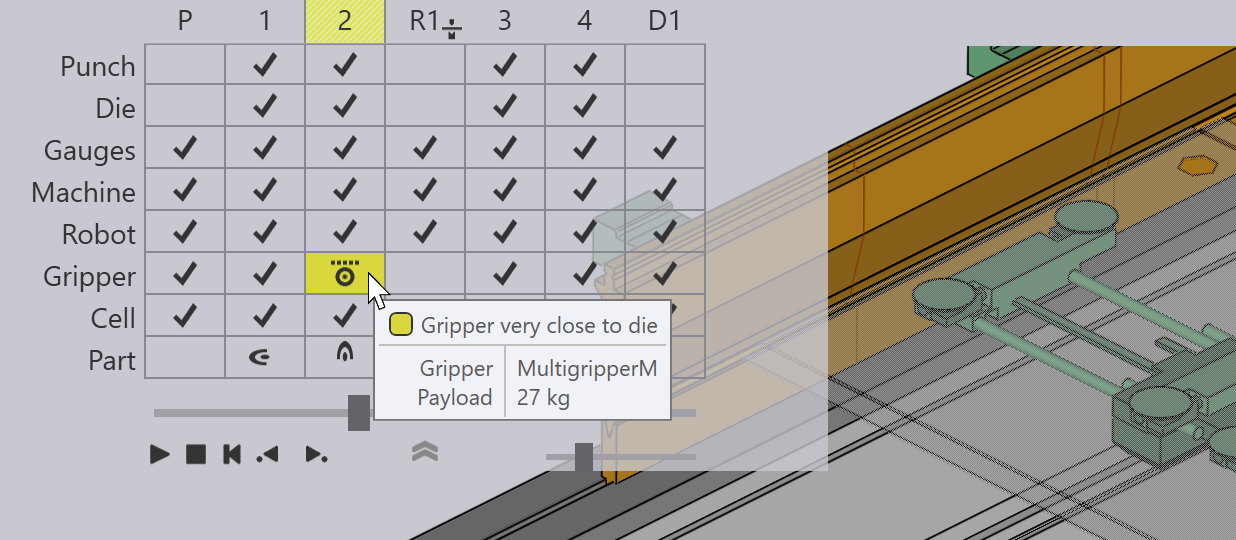 P 1 2 R1 3 4 D1
Punch
Die
Gauges
Machine
Robot
Gripper
Cell
Part
Gripper very close to die
Gripper MultigripperM
Payload 27 kg